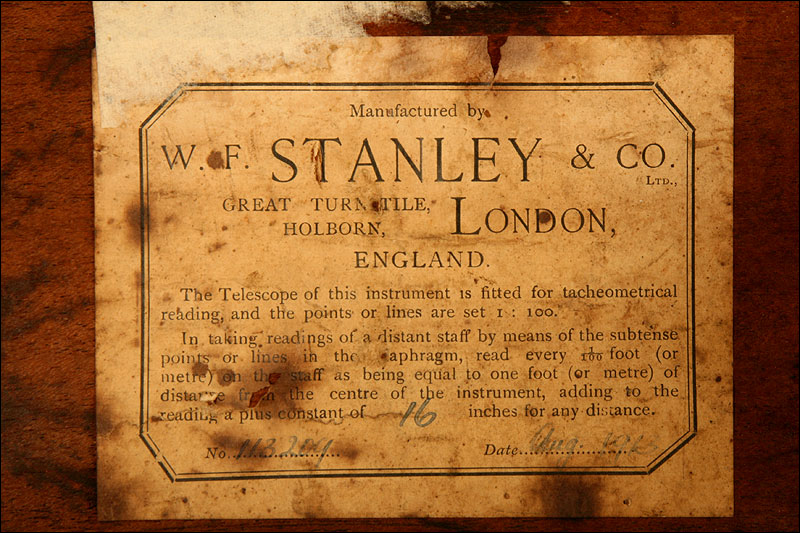 Manufactured by
W. F. STANLEY & CO.
LTD.,
GREAT TURNSTILE,
HOLBORN, LONDON,
ENGLAND.
The Telescope of this instrument is fitted for tacheometrical
reading, and the points or lines are set 1 : 100.
In taking readings of a distant staff by means of the subtense
points or lines in the diaphragm, read every 1/100 foot (or
metre) on the staff as being equal to one foot (or metre) of
distance from the centre of the instrument, adding to the
reading a plus constant of 16 inches for any distance.
No.
Date Aug.